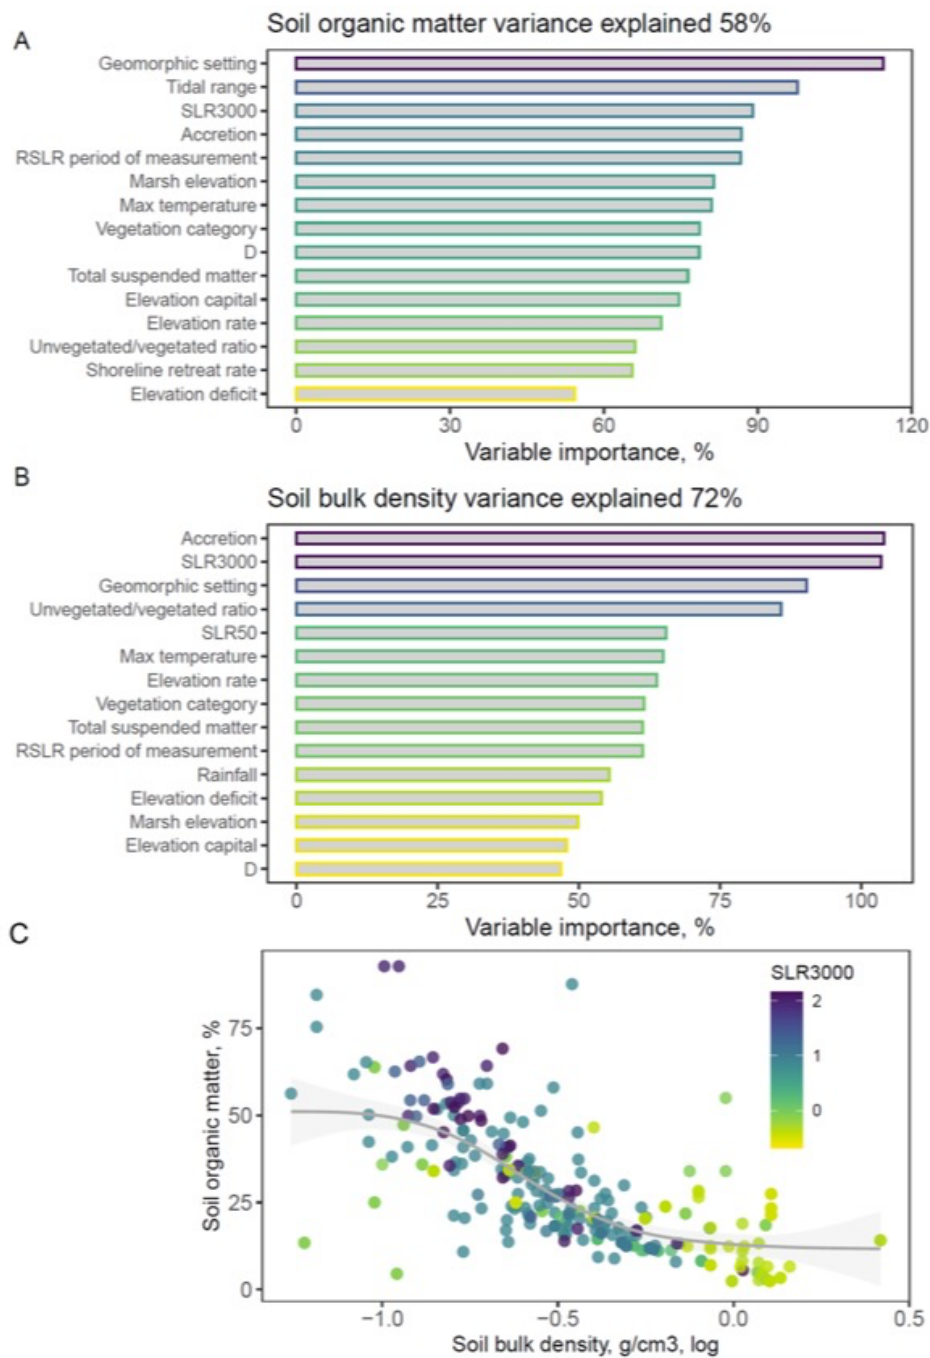 A
Soil organic matter variance explained 58%
Geomorphic setting
Tidal range
SLR3000
Accretion
RSLR period of measurement
Marsh elevation
Max temperature
Vegetation category
D
Total suspended matter
Elevation capital
Elevation rate
Unvegetated/vegetated ratio
Shoreline retreat rate
Elevation deficit
0 30 60 90 120
Variable importance, %
B
Soil bulk density variance explained 72%
Accretion
SLR3000
Geomorphic setting
Unvegetated/vegetated ratio
SLR50
Max temperature
Elevation rate
Vegetation category
Total suspended matter
RSLR period of measurement
Rainfall
Elevation deficit
Marsh elevation
Elevation capital
D
0 25 50 75 100
Variable importance, %
C
SLR3000
2
1
0
Soil organic matter, %
75
50
25
0
−1.0 −0.5 0.0 0.5
Soil bulk density, g/cm3, log